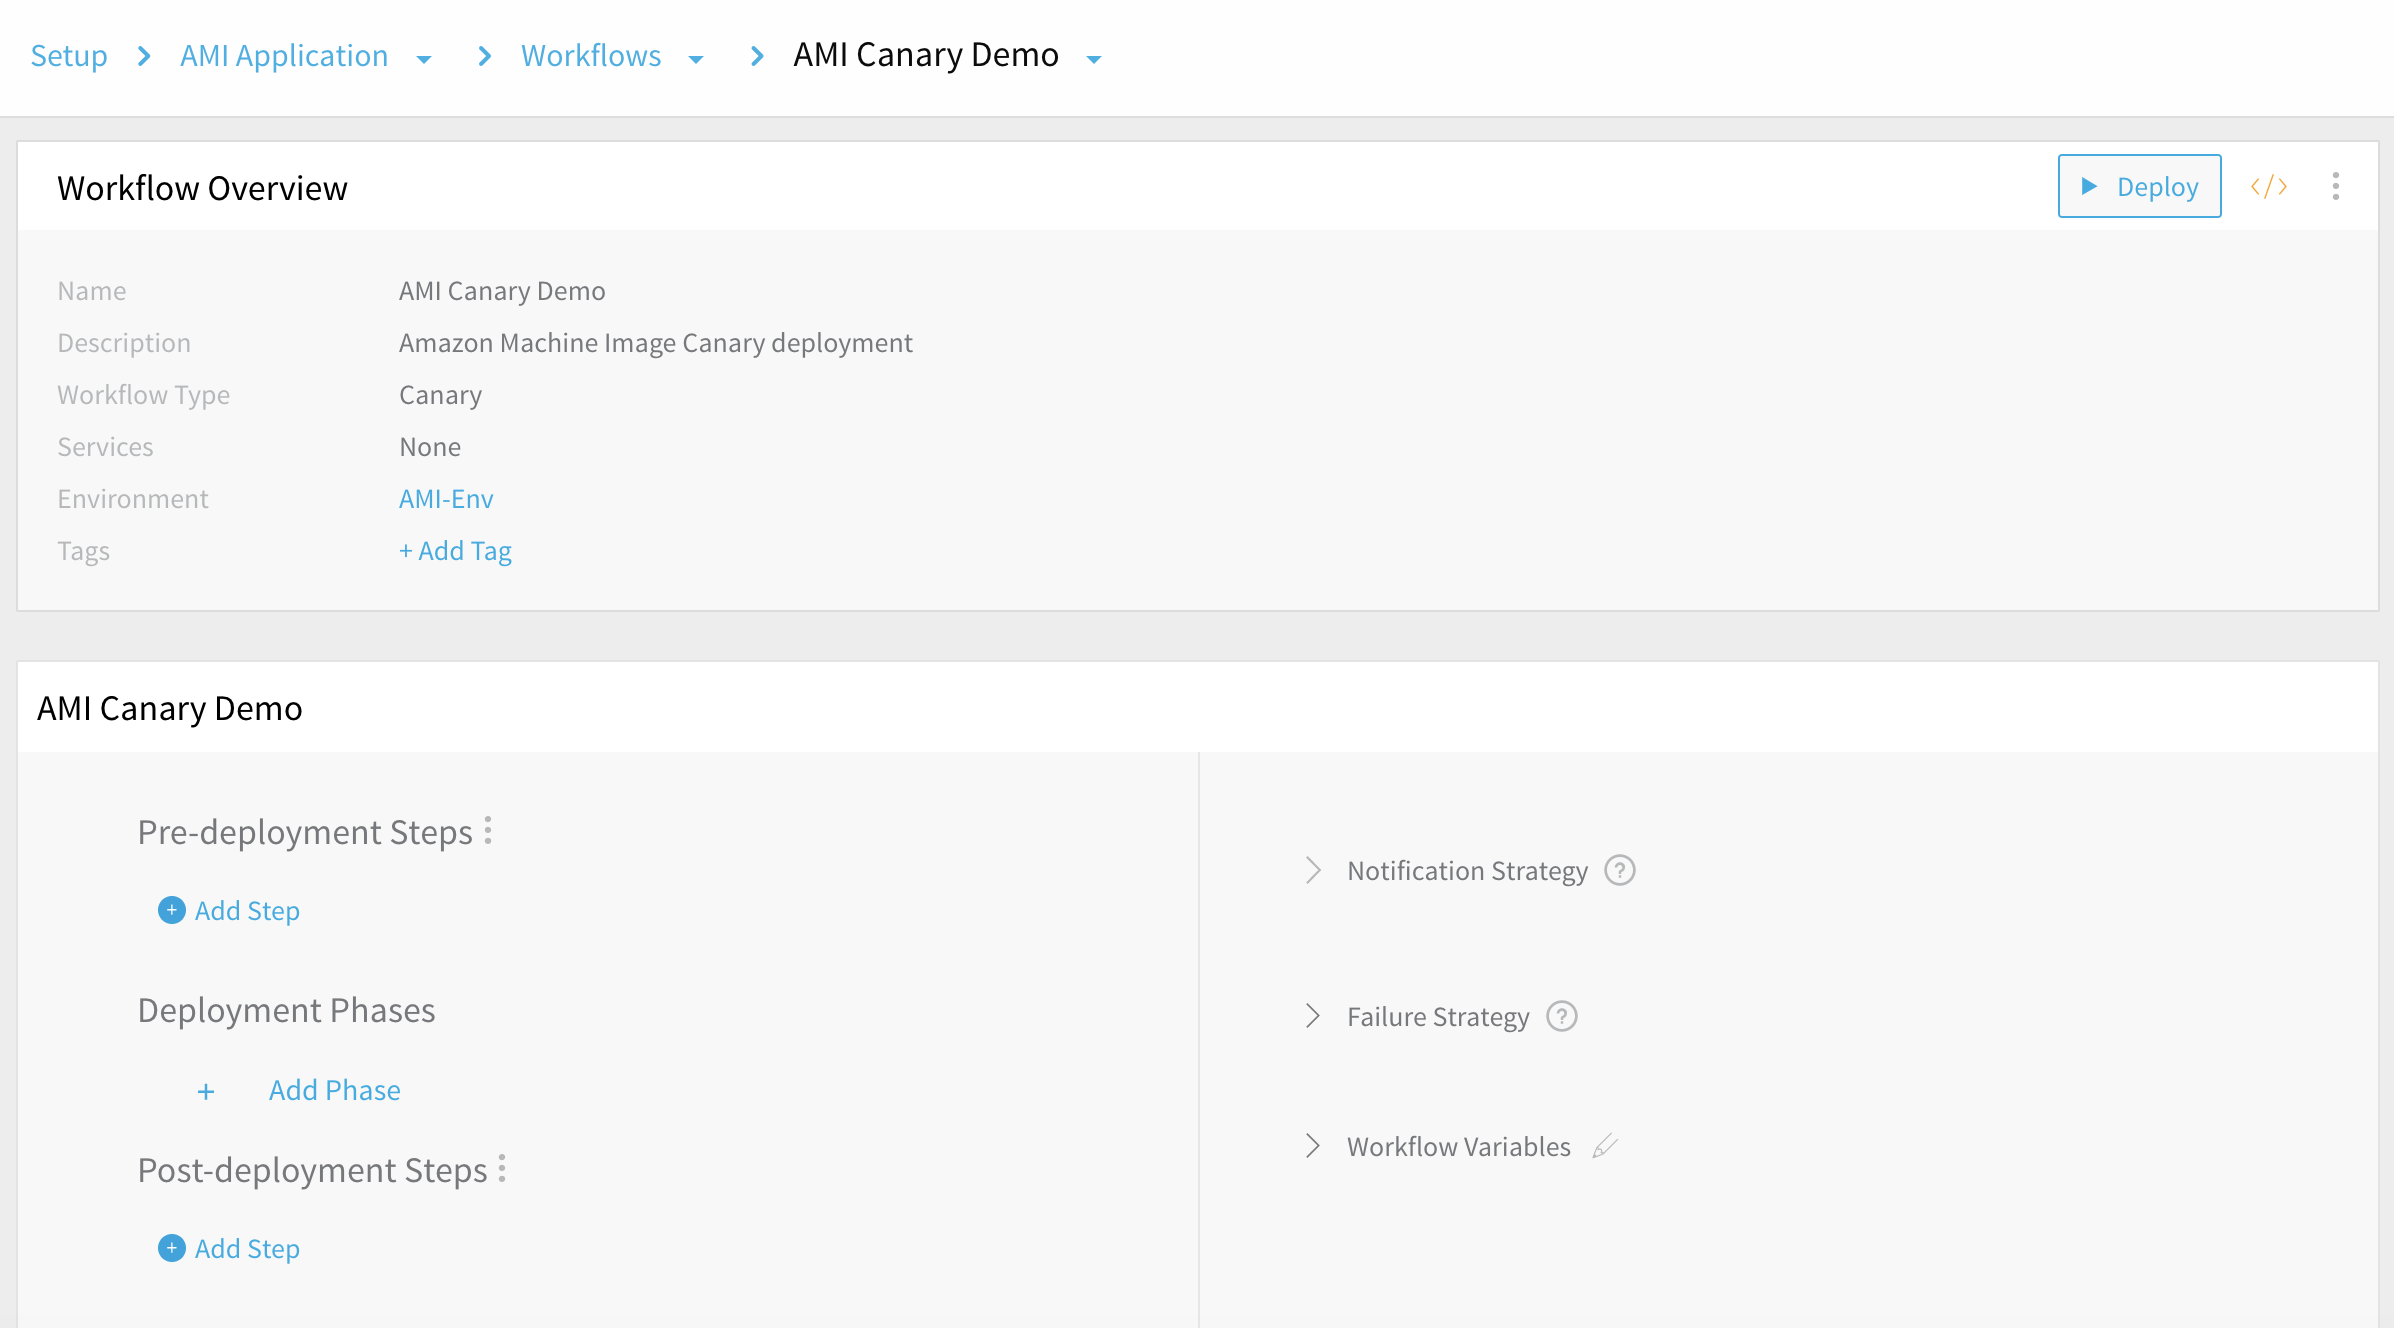 Setup AMI Application Workflows AMI Canary Demo
Workflow Overview
Deploy </>
Name AMI Canary Demo
Description Amazon Machine Image Canary deployment
Workflow Type Canary
Services None
Environment AMI-Env
Tags + Add Tag
AMI Canary Demo
Pre-deployment Steps
+ Add Step
Deployment Phases
+ Add Phase
Post-deployment Steps
+ Add Step
Notification Strategy ?
Failure Strategy ?
Workflow Variables